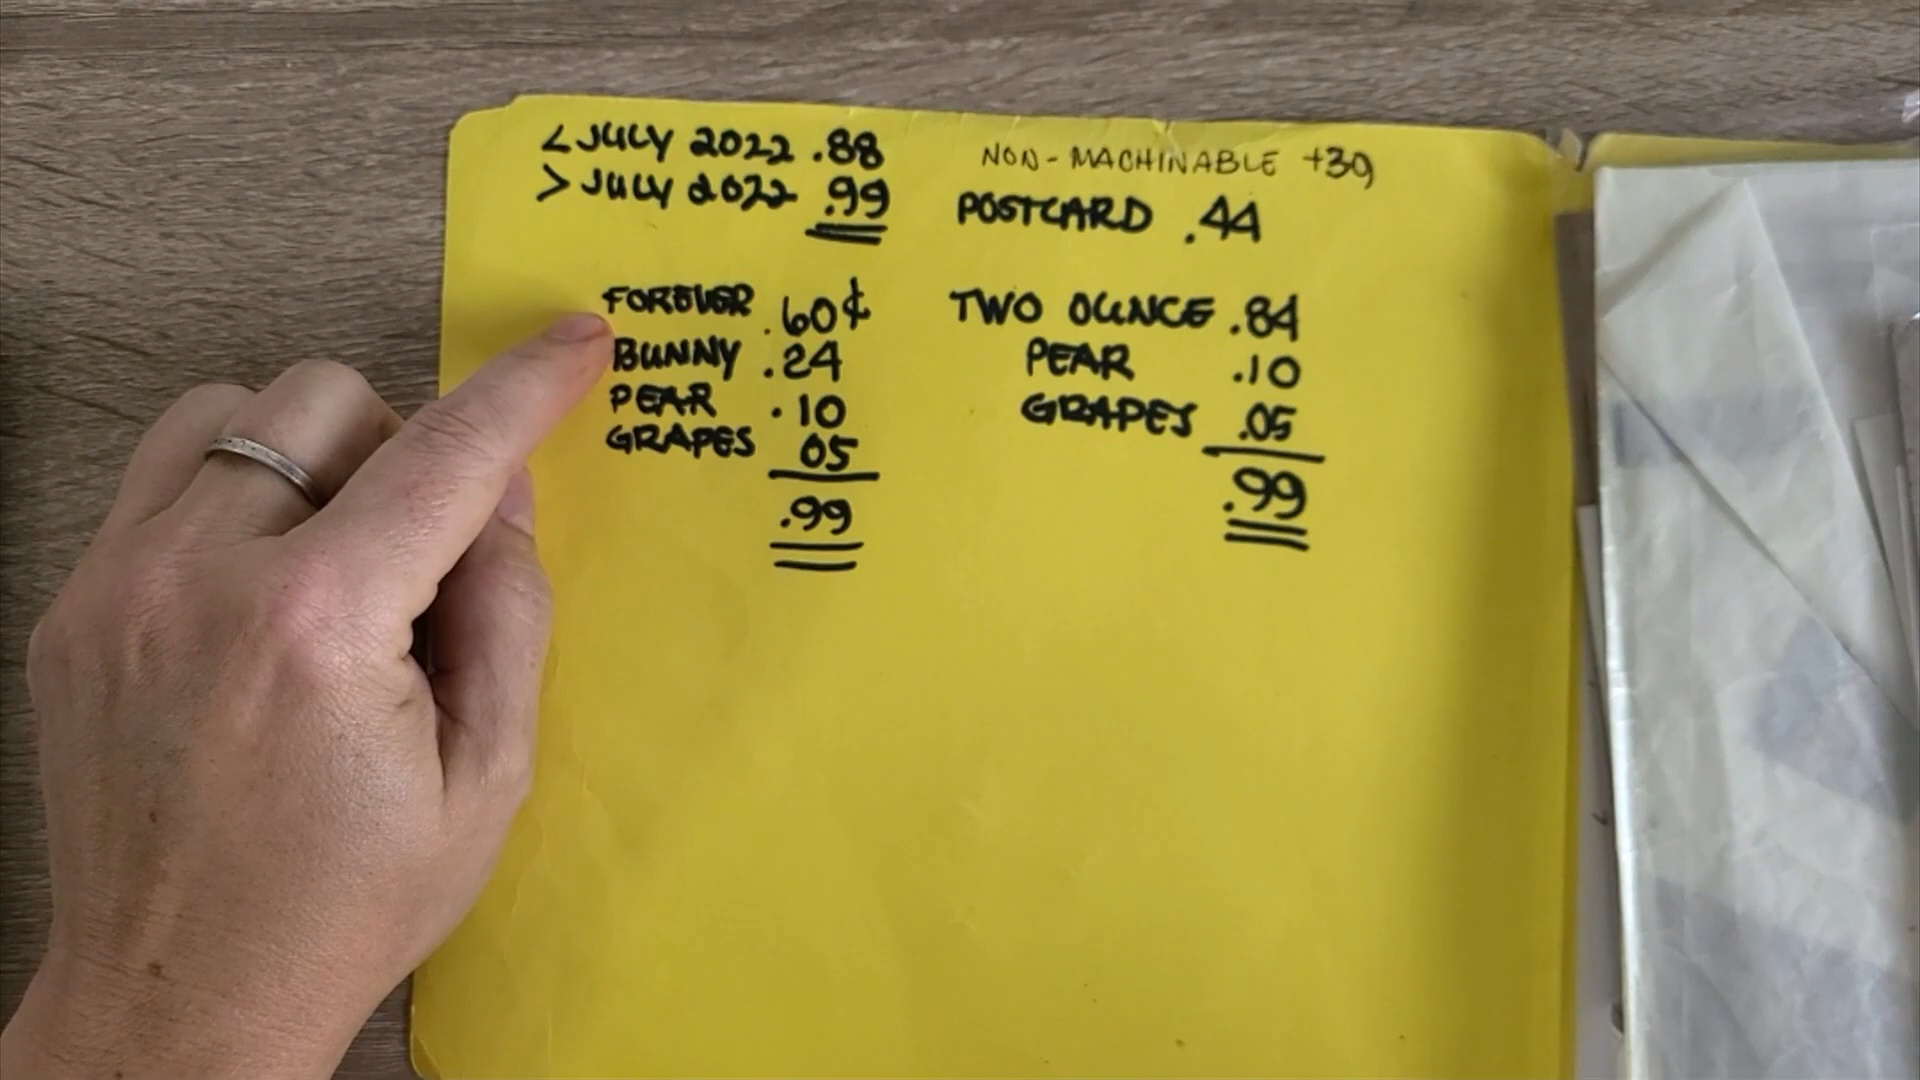 < JULY 2022 .88
> JULY 2022 .99
FOREVER .60¢
BUNNY .24
PEAR .10
GRAPES 05
.99
NON-MACHINABLE +39
POSTCARD .44
TWO OUNCE .84
PEAR .10
GRAPES .05
.99